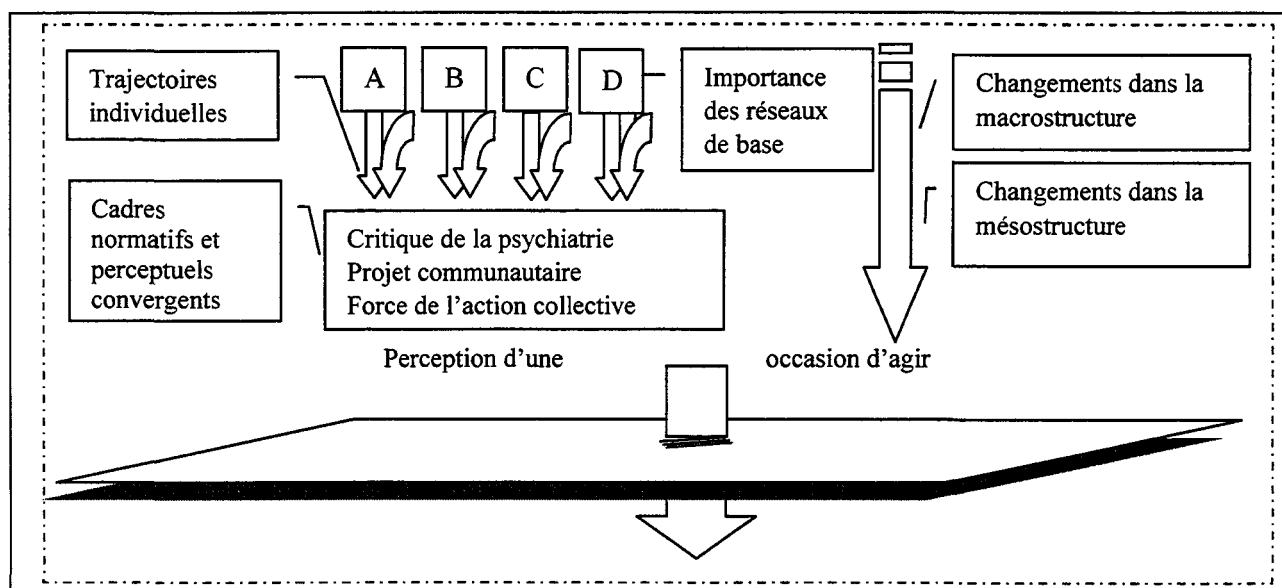 Trajectoires
individuelles
A
B
C
D
Importance
des réseaux
de base
Changements dans la
macrostructure
Changements dans la
mésostructure
Cadres
normatifs et
perceptuels
convergents
Critique de la psychiatrie
Projet communautaire
Force de l'action collective
Perception d'une occasion d'agir